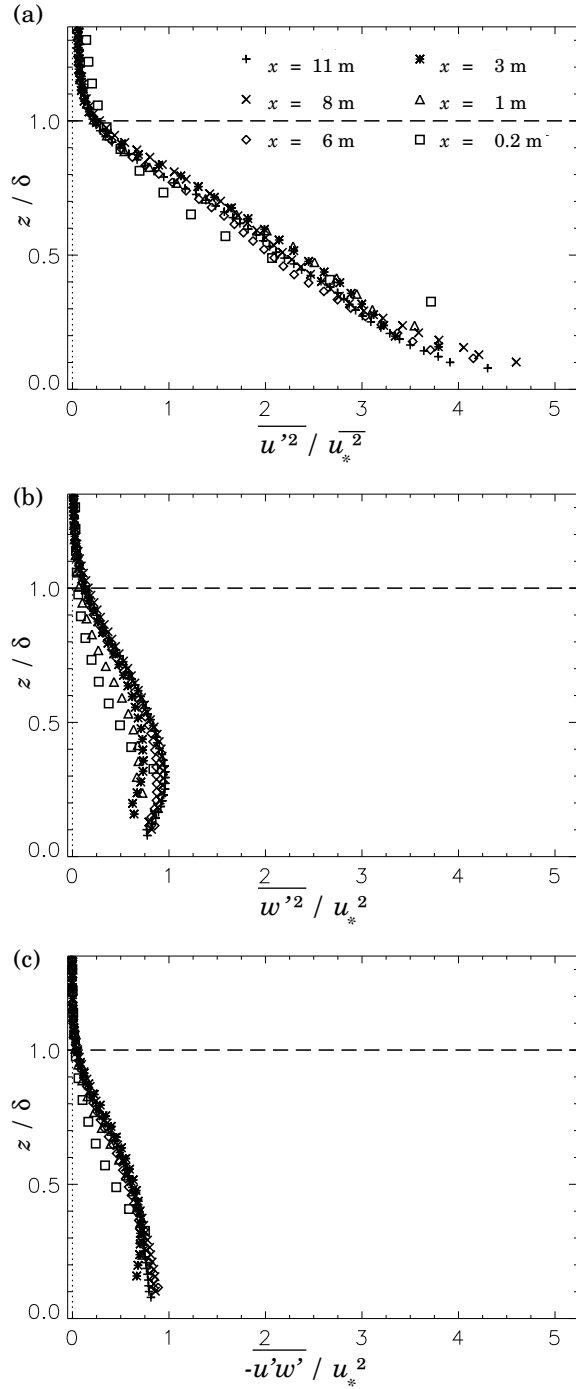 (a)
+ x = 11 m ✳ x = 3 m
1.0
× x = 8 m △ x = 1 m
◇ x = 6 m □ x = 0.2 m
z / δ
0.5
0.0
0 1 2 3 4 5
u’² / u*²
(b)
1.0
z / δ
0.5
0.0
0 1 2 3 4 5
w’² / u*²
(c)
1.0
z / δ
0.5
0.0
0 1 2 3 4 5
-u’w’ / u*²